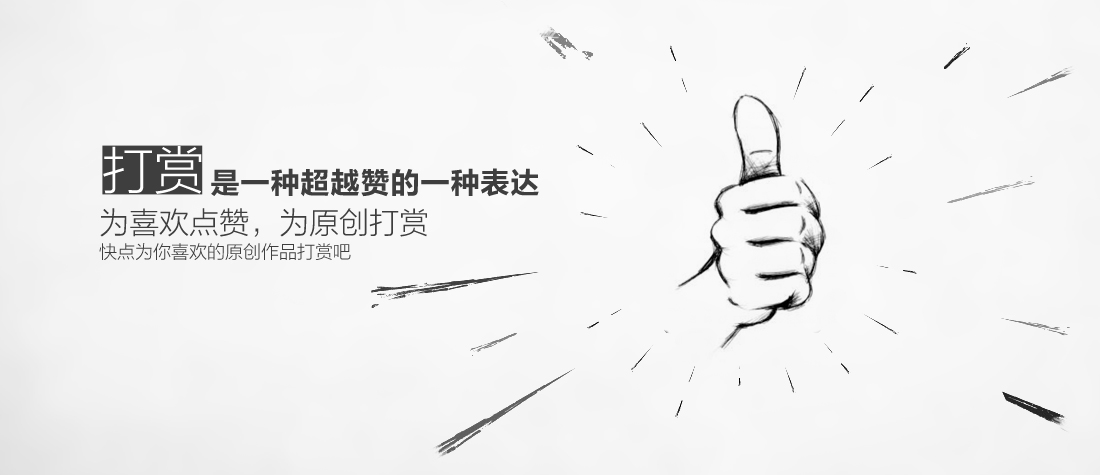 打赏是一种超越赞的一种表达
为喜欢点赞，为原创打赏
快点为你喜欢的原创作品打赏吧